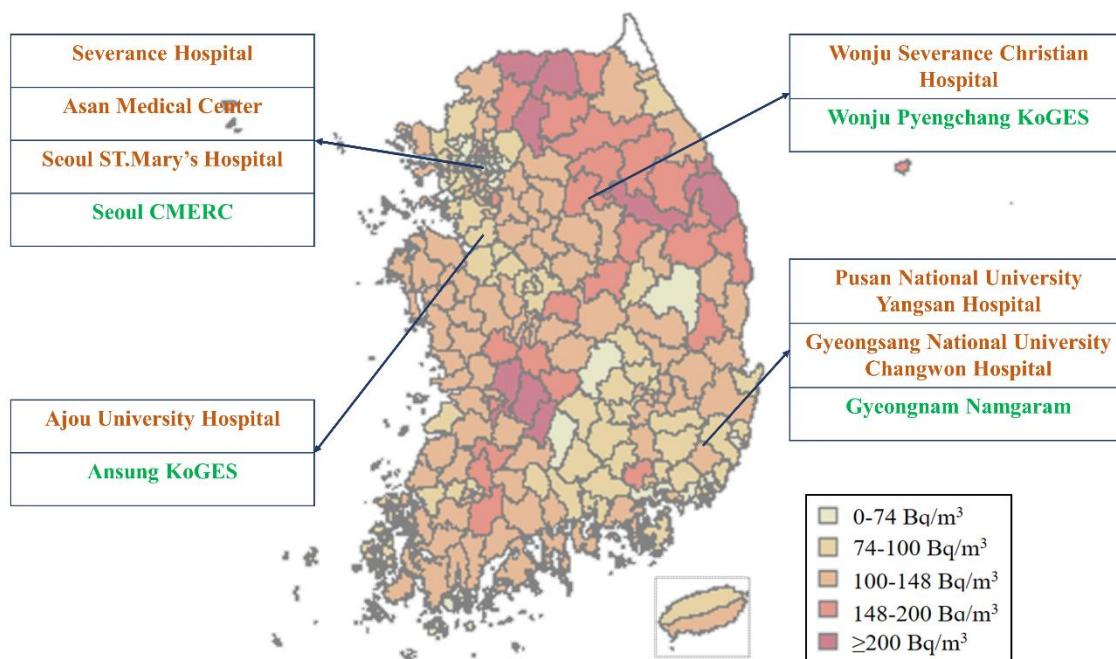 Severance Hospital
Asan Medical Center
Seoul ST.Mary's Hospital
Seoul CMERC
Wonju Severance Christian
Hospital
Wonju Pyengchang KoGES
Ajou University Hospital
Ansung KoGES
Pusan National University
Yangsan Hospital
Gyeongsang National University
Changwon Hospital
Gyeongnam Namgaram
0-74 Bq/m³
74-100 Bq/m³
100-148 Bq/m³
148-200 Bq/m³
≥200 Bq/m³